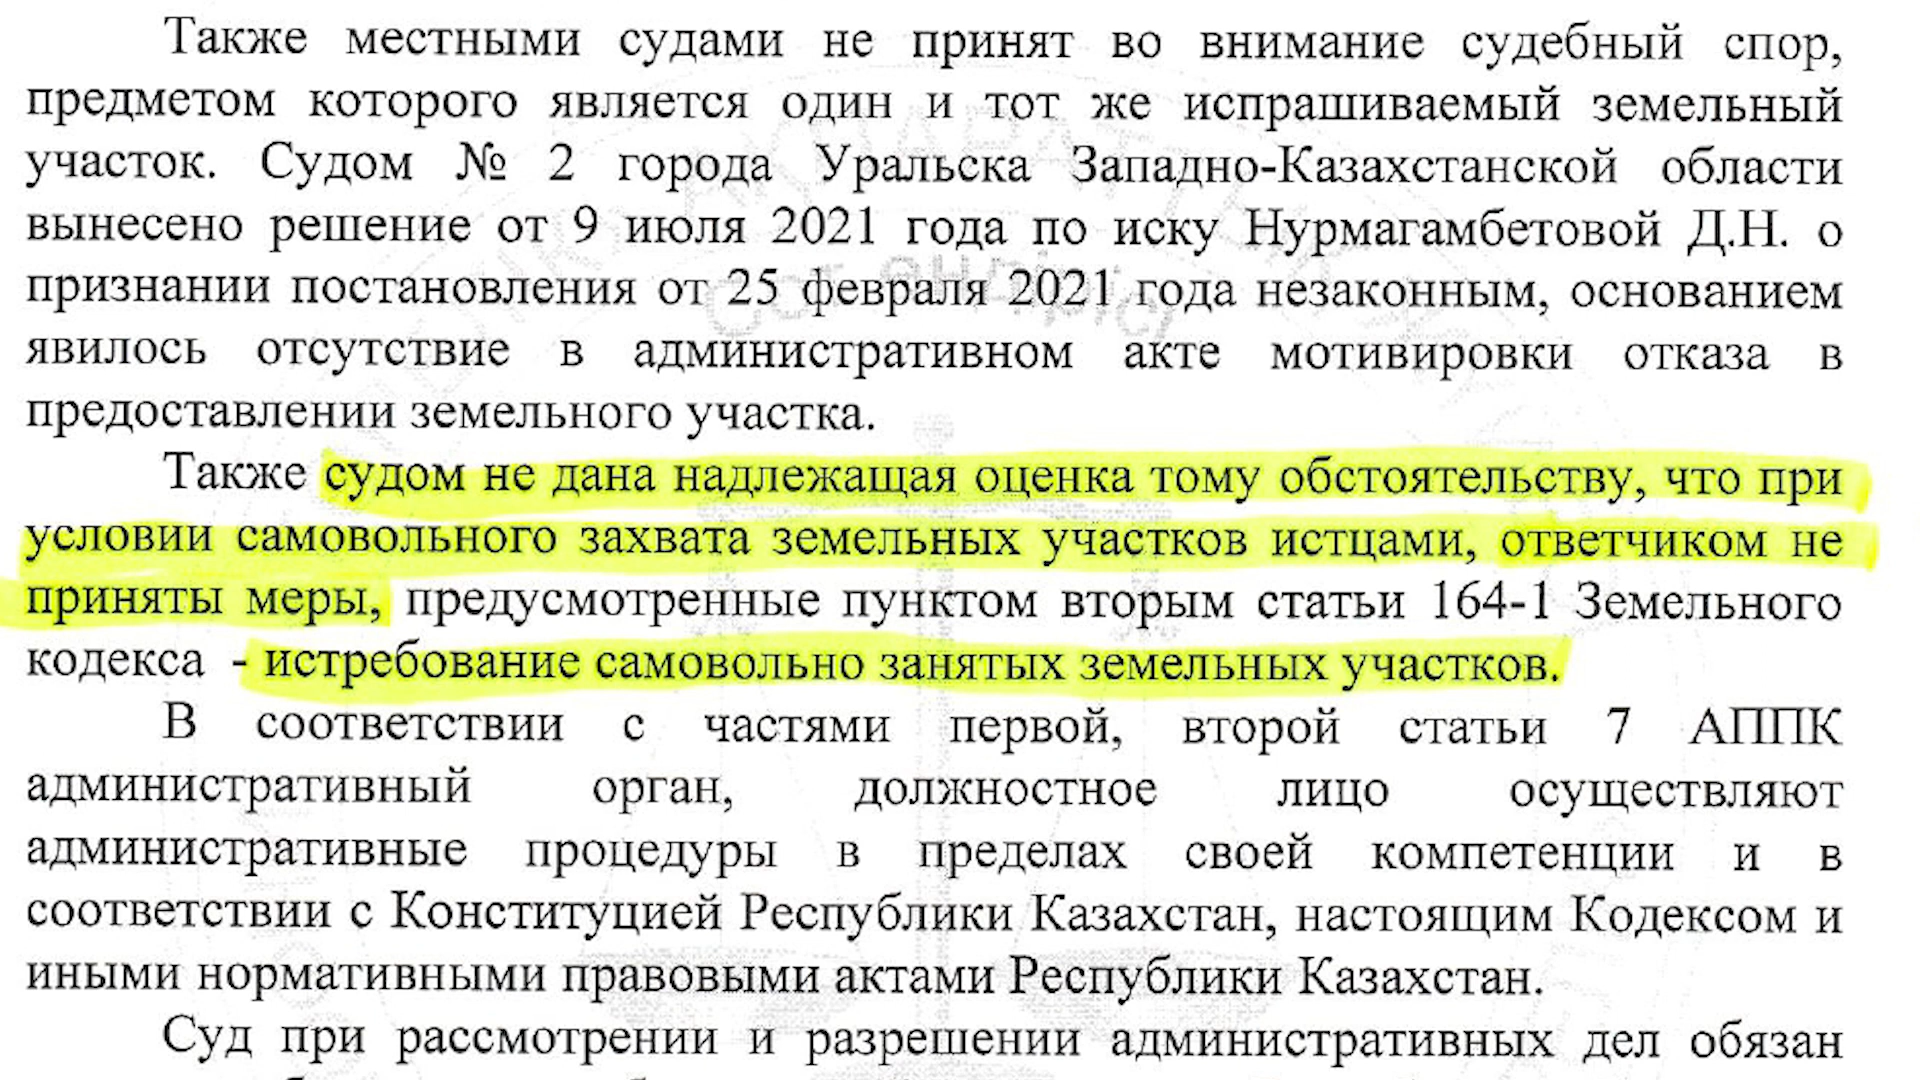 Также местными судами не принят во внимание судебный спор,
предметом которого является один и тот же испрашиваемый земельный
участок. Судом № 2 города Уральска Западно-Казахстанской области
вынесено решение от 9 июля 2021 года по иску Нурмагамбетовой Д.Н. о
признании постановления от 25 февраля 2021 года незаконным, основанием
явилось отсутствие в административном акте мотивировки отказа в
предоставлении земельного участка.
Также судом не дана надлежащая оценка тому обстоятельству, что при
условии самовольного захвата земельных участков истцами, ответчиком не
приняты меры, предусмотренные пунктом вторым статьи 164-1 Земельного
кодекса - истребование самовольно занятых земельных участков.
В соответствии с частями первой, второй статьи 7 АППК
административный орган, должностное лицо осуществляют
административные процедуры в пределах своей компетенции и в
соответствии с Конституцией Республики Казахстан, настоящим Кодексом и
иными нормативными правовыми актами Республики Казахстан.
Суд при рассмотрении и разрешении административных дел обязан